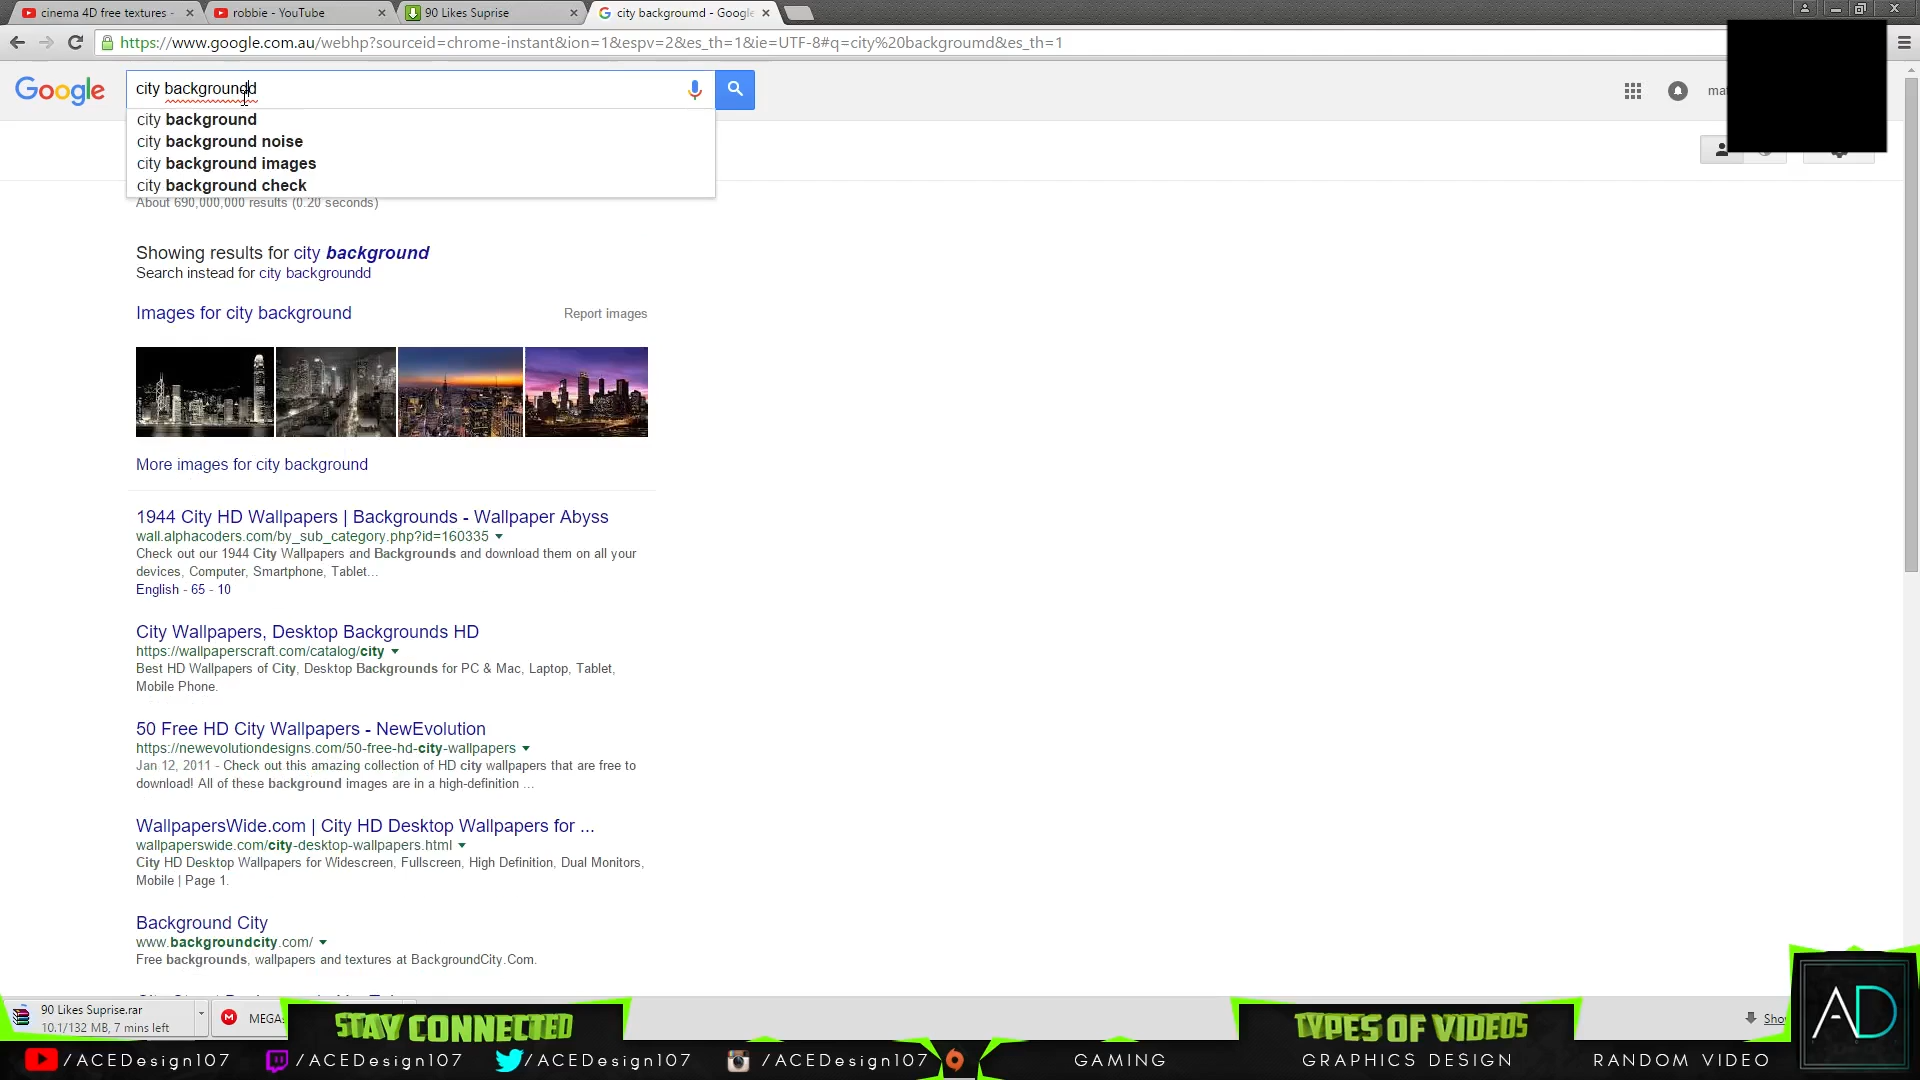 cinema 4D free textures -
robbie - YouTube
90 Likes Suprise
city backgroumd - Google
https://www.google.com.au/webhp?sourceid=chrome-instant&ion=1&espv=2&es_th=1&ie=UTF-8#q=city%20backgroumd&es_th=1
Google
city backgroundd
city background
city background noise
city background images
city background check
About 690,000,000 results (0.20 seconds)
Showing results for city background
Search instead for city backgroundd
Images for city background
Report images
More images for city background
1944 City HD Wallpapers | Backgrounds - Wallpaper Abyss
wall.alphacoders.com/by_sub_category.php?id=160335
Check out our 1944 City Wallpapers and Backgrounds and download them on all your
devices, Computer, Smartphone, Tablet...
English - 65 - 10
City Wallpapers, Desktop Backgrounds HD
https://wallpaperscraft.com/catalog/city
Best HD Wallpapers of City, Desktop Backgrounds for PC & Mac, Laptop, Tablet,
Mobile Phone.
50 Free HD City Wallpapers - NewEvolution
https://newevolutiondesigns.com/50-free-hd-city-wallpapers
Jan 12, 2011 - Check out this amazing collection of HD city wallpapers that are free to
download! All of these background images are in a high-definition ...
WallpapersWide.com | City HD Desktop Wallpapers for ...
wallpaperswide.com/city-desktop-wallpapers.html
City HD Desktop Wallpapers for Widescreen, Fullscreen, High Definition, Dual Monitors,
Mobile | Page 1.
Background City
www.backgroundcity.com/
Free backgrounds, wallpapers and textures at BackgroundCity.Com.
90 Likes Suprise.rar
10.1/132 MB, 7 mins left
MEGA
STAY CONNECTED
TYPES OF VIDEOS
/ACEDesign107
/ACEDesign107
/ACEDesign107
/ACEDesign107
GAMING
GRAPHICS DESIGN
RANDOM VIDEO
AD